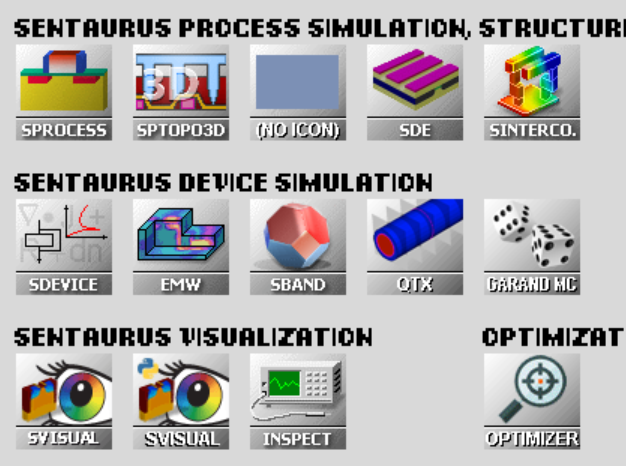 SENTAURUS PROCESS SIMULATION, STRUCTUR
3D
SPROCESS SPTOPO3D (NO ICON) SDE SINTERCO.
SENTAURUS DEVICE SIMULATION
SDEVICE EMW SBAND QTX GARAND MC
SENTAURUS VISUALIZATION OPTIMIZAT
SVISUAL SVISUAL INSPECT OPTIMIZER